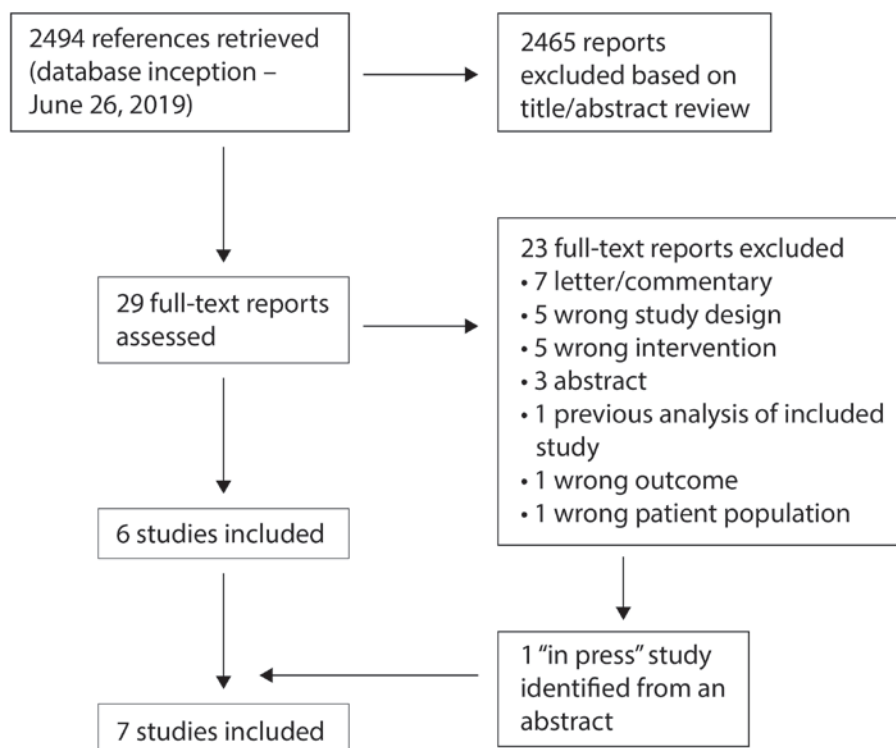 2494 references retrieved
(database inception –
June 26, 2019)
2465 reports
excluded based on
title/abstract review
29 full-text reports
assessed
23 full-text reports excluded
• 7 letter/commentary
• 5 wrong study design
• 5 wrong intervention
• 3 abstract
• 1 previous analysis of included
study
• 1 wrong outcome
• 1 wrong patient population
6 studies included
1 “in press” study
identified from an
abstract
7 studies included